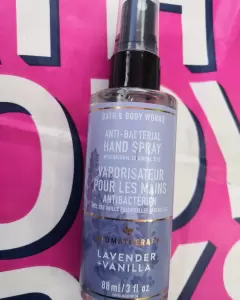 BATH & BODY WORKS
ANTI-BACTERIAL
HAND SPRAY
VAPORISATEUR
POUR LES MAINS
ANTIBACTÉRIEN
AROMATHERAPY
LAVENDER
+ VANILLA
88 ml/3 fl oz